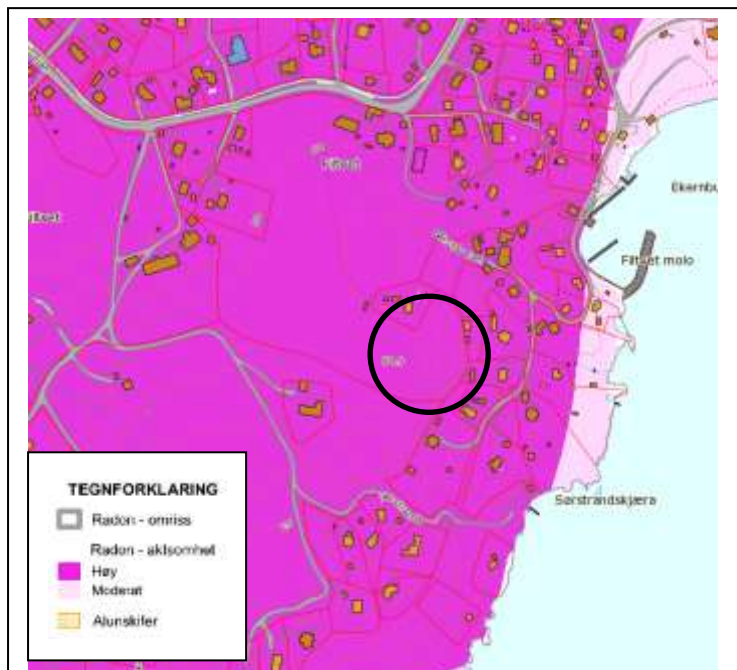 Ekernbu
Filtvet molo
Sørstrandskjæra
TEGNFORKLARING
Radon - omriss
Radon - aktsomhet
Høy
Moderat
Alunskifer